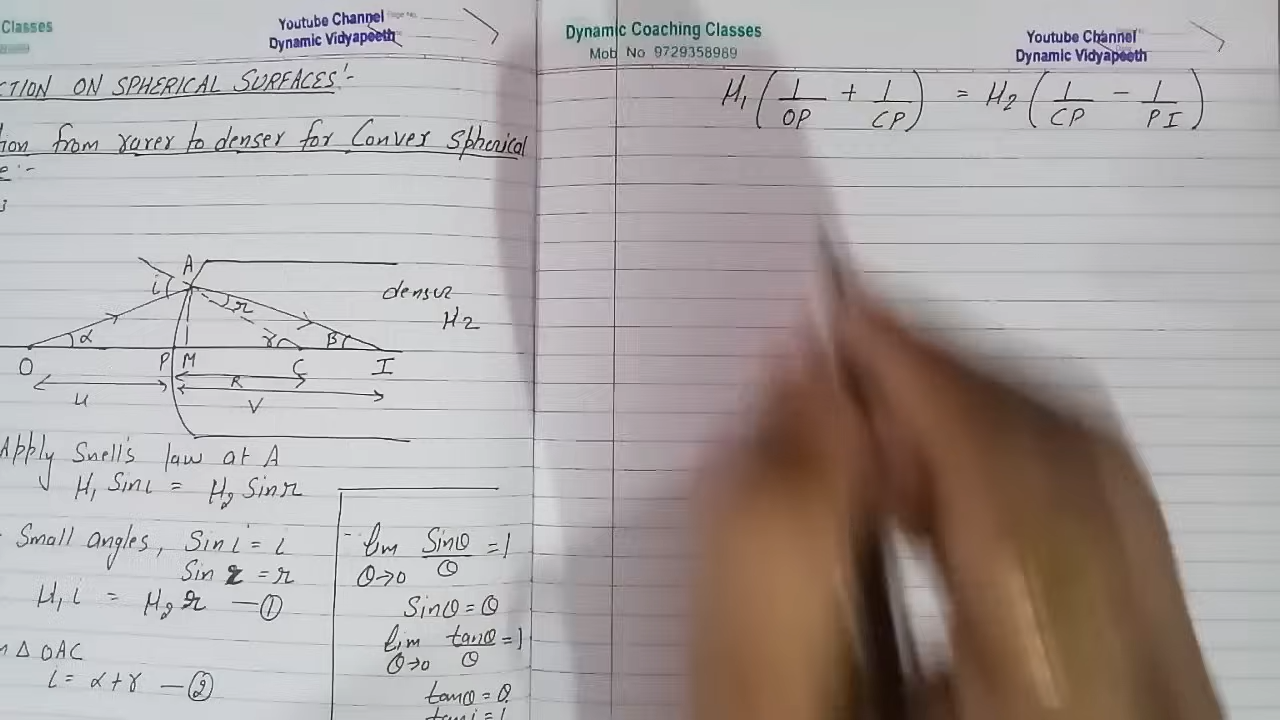 Classes
Youtube Channel
Dynamic Vidyapeeth
CTION ON SPHERICAL SURFACES:-
ion from rarer to denser for Convex Spherical
e:-
A
i
r
denser
μ2
α
γ
β
O
P
M
C
I
R
u
V
Apply Snell's law at A
μ1 Sini = μ2 Sinr
Small angles, Sin i = i
Sin r = r
μ1 i = μ2 r —①
Δ OAC
i = α+γ —②
lim Sinθ/θ =1
θ→0
Sinθ = θ
lim tanθ/θ =1
θ→0
tanθ = θ
Dynamic Coaching Classes
Mob No 9729358989
Youtube Channel
Dynamic Vidyapeeth
μ1 (1/OP + 1/CP) = μ2 (1/CP - 1/PI)